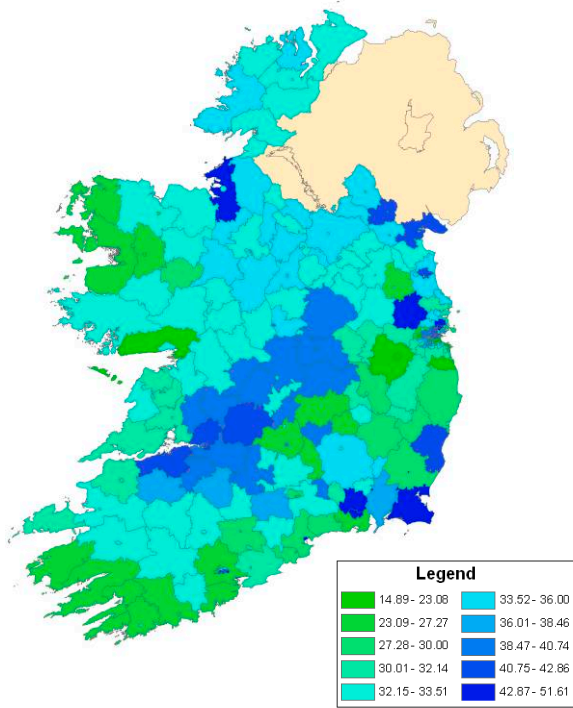 Legend
14.89 - 23.08 33.52 - 36.00
23.09 - 27.27 36.01 - 38.46
27.28 - 30.00 38.47 - 40.74
30.01 - 32.14 40.75 - 42.86
32.15 - 33.51 42.87 - 51.61